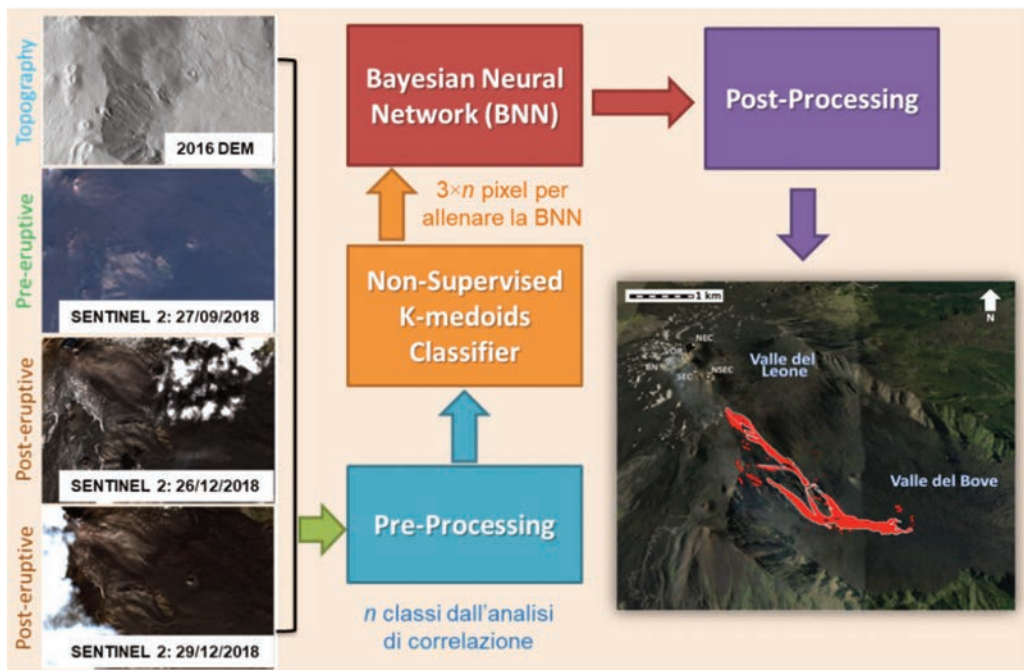 Topography
2016 DEM
Pre-eruptive
SENTINEL 2: 27/09/2018
Post-eruptive
SENTINEL 2: 26/12/2018
Post-eruptive
SENTINEL 2: 29/12/2018
Pre-Processing
n classi dall'analisi
di correlazione
Non-Supervised
K-medoids
Classifier
3×n pixel per
allenare la BNN
Bayesian Neural
Network (BNN)
Post-Processing
1 km
N
NEC
VOR
BN
SEC
NSEC
Valle del
Leone
Valle del Bove